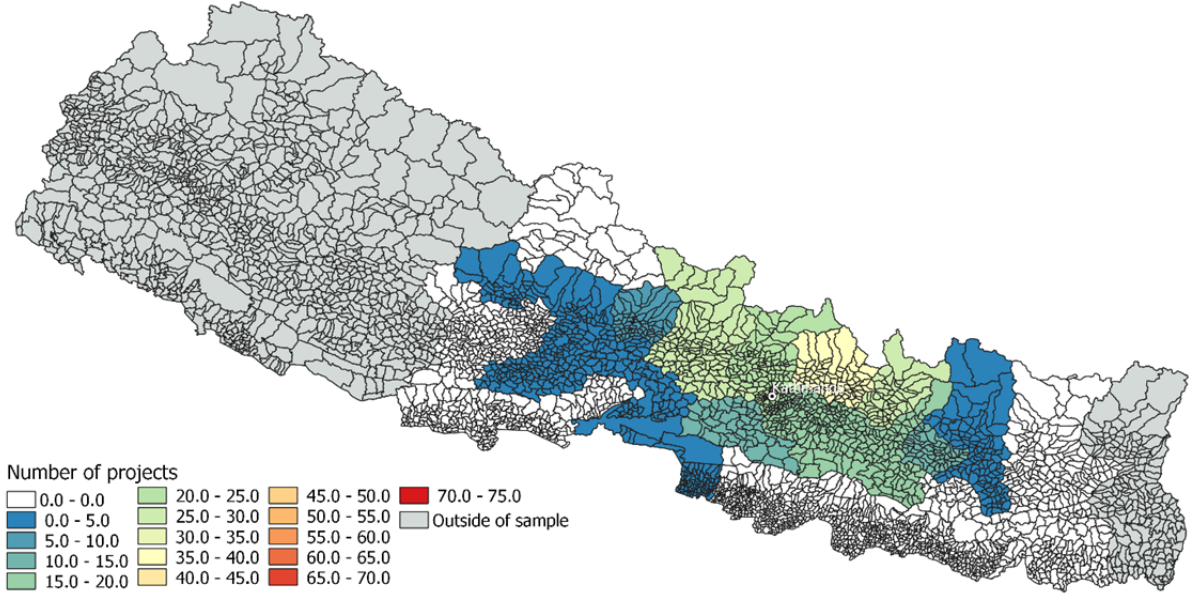 Kathmandu
Number of projects
0.0 - 0.0
0.0 - 5.0
5.0 - 10.0
10.0 - 15.0
15.0 - 20.0
20.0 - 25.0
25.0 - 30.0
30.0 - 35.0
35.0 - 40.0
40.0 - 45.0
45.0 - 50.0
50.0 - 55.0
55.0 - 60.0
60.0 - 65.0
65.0 - 70.0
70.0 - 75.0
Outside of sample